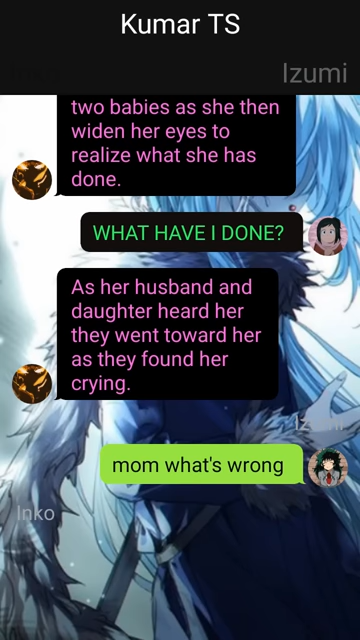 Kumar TS
Izumi
two babies as she then
widen her eyes to
realize what she has
done.
WHAT HAVE I DONE?
As her husband and
daughter heard her
they went toward her
as they found her
crying.
Izumi
mom what's wrong
Inko